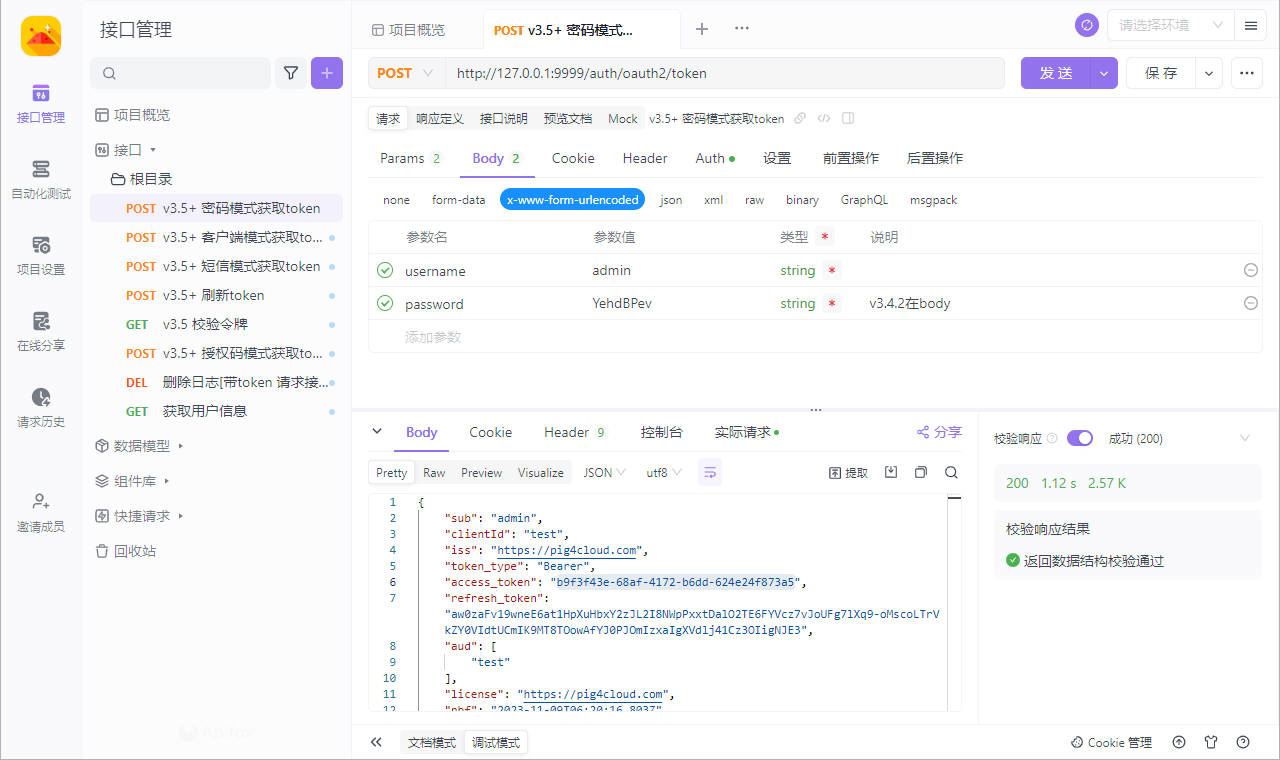 接口管理
自动化测试
项目设置
在线分享
请求历史
邀请成员
接口管理
项目概览
接口
根目录
POST v3.5+ 密码模式获取token
POST v3.5+ 客户端模式获取to...
POST v3.5+ 短信模式获取token
POST v3.5+ 刷新token
GET v3.5 校验令牌
POST v3.5+ 授权码模式获取to...
DEL 删除日志[带token 请求接...
GET 获取用户信息
数据模型
组件库
快捷请求
回收站
Apifox
项目概览 POST v3.5+ 密码模式... + ··· 请选择环境
POST http://127.0.0.1:9999/auth/oauth2/token 发 送 保 存 ···
请求 响应定义 接口说明 预览文档 Mock v3.5+ 密码模式获取token
Params 2 Body 2 Cookie Header Auth 设置 前置操作 后置操作
none form-data x-www-form-urlencoded json xml raw binary GraphQL msgpack
参数名 参数值 类型 * 说明
username admin string *
password YehdBPev string * v3.4.2在body
添加参数
Body Cookie Header 9 控制台 实际请求 分享
Pretty Raw Preview Visualize JSON utf8 提取
1 {
2 "sub": "admin",
3 "clientId": "test",
4 "iss": "https://pig4cloud.com",
5 "token_type": "Bearer",
6 "access_token": "b9f3f43e-68af-4172-b6dd-624e24f873a5",
7 "refresh_token":
"aw0zaFv19wneE6at1HpXuHbxY2zJL2I8NWpPxxtDalO2TE6FYVcz7vJoUFg7lXq9-oMscoLTrV
kZY0VIdtUCmIK9MT8TOowAfYJ0PJOmIzxaIgXVdlj41Cz3OIigNJE3",
8 "aud": [
9 "test"
10 ],
11 "license": "https://pig4cloud.com",
12 "nbf": "2023-11-09T06:20:16.803Z"
校验响应 成功 (200)
200 1.12 s 2.57 K
校验响应结果
返回数据结构校验通过
文档模式 调试模式 Cookie 管理